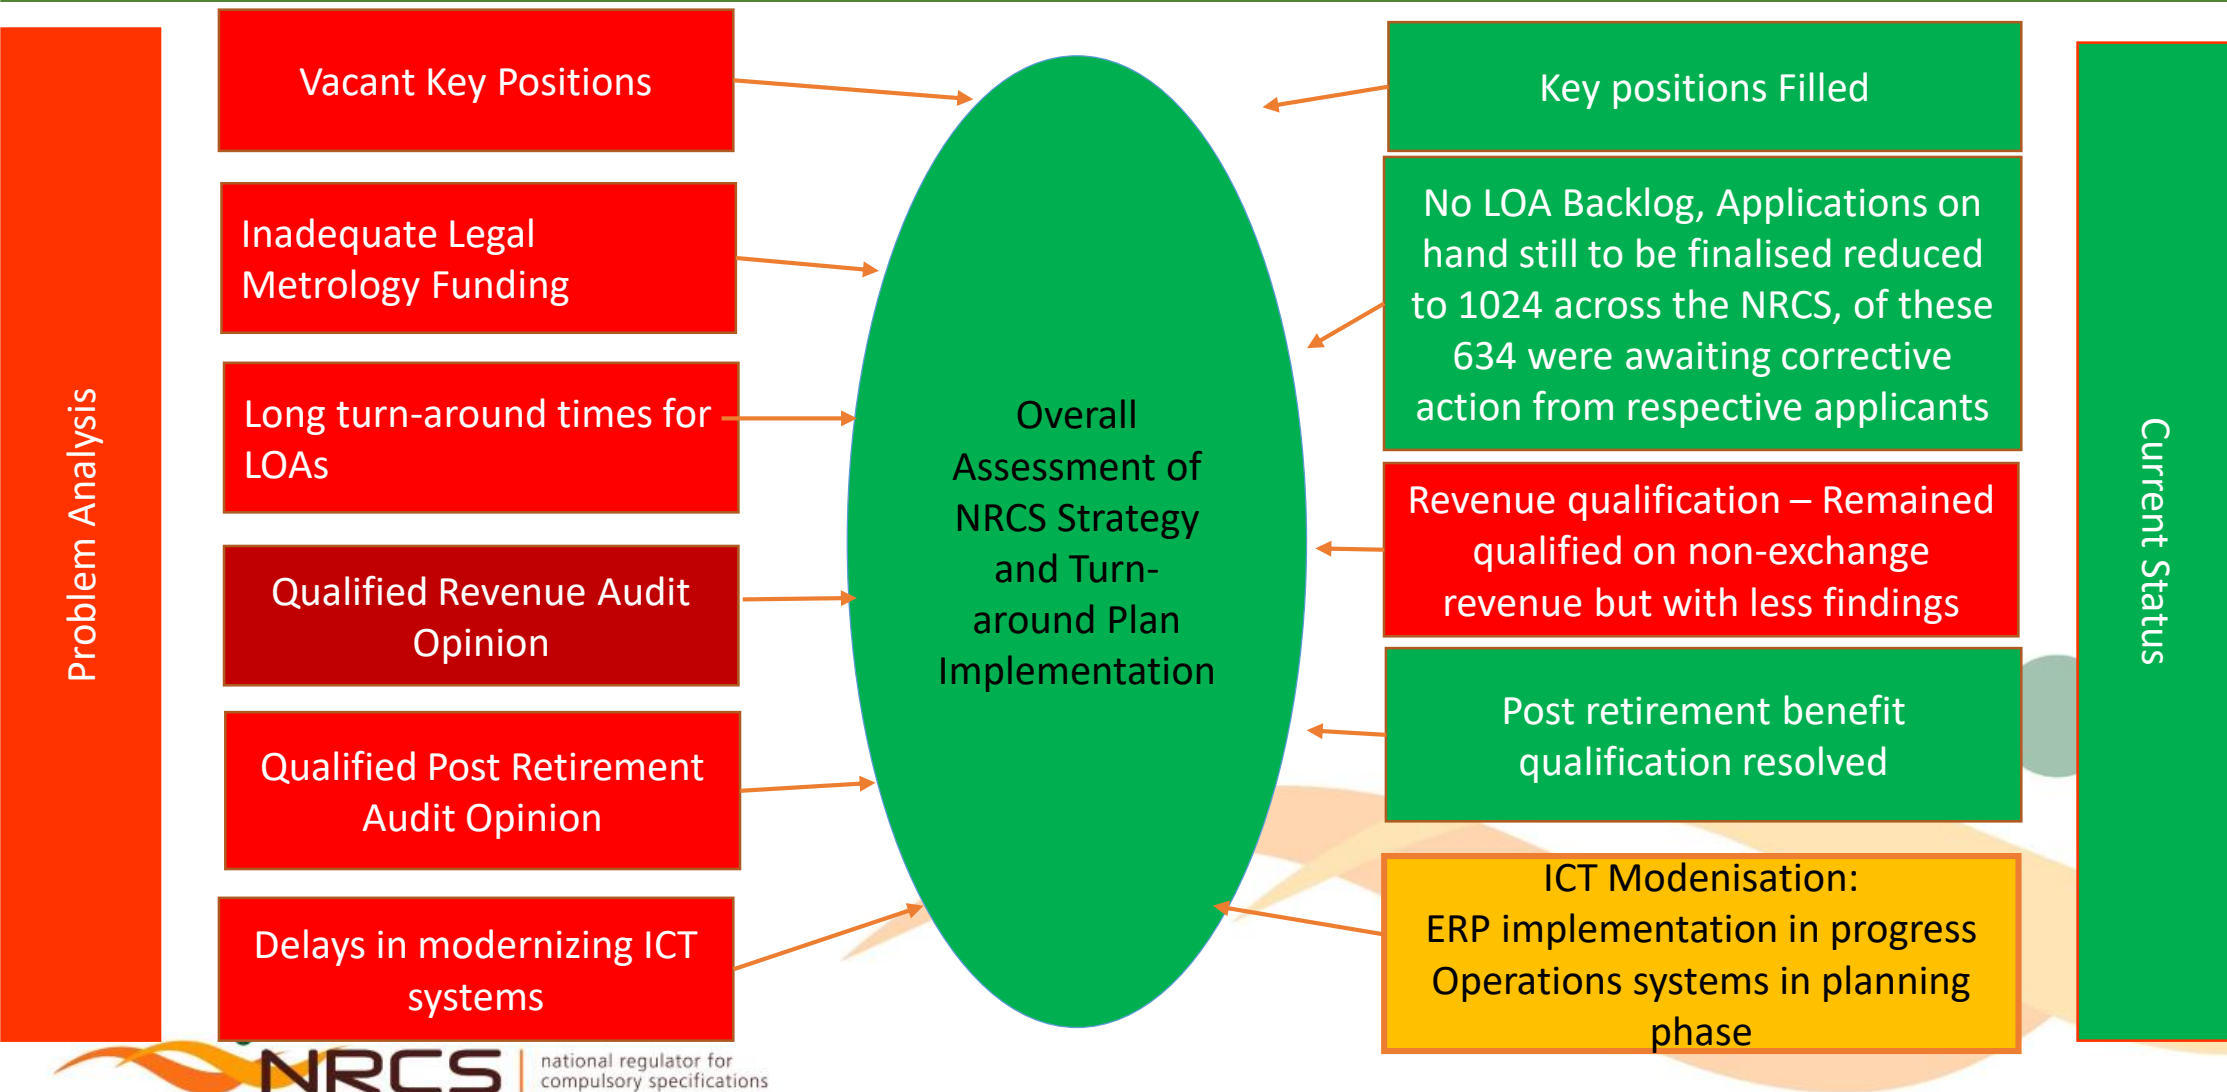 Problem Analysis
Vacant Key Positions
Inadequate Legal
Metrology Funding
Long turn-around times for
LOAs
Qualified Revenue Audit
Opinion
Qualified Post Retirement
Audit Opinion
Delays in modernizing ICT
systems
Overall
Assessment of
NRCS Strategy
and Turn-
around Plan
Implementation
Key positions Filled
No LOA Backlog, Applications on
hand still to be finalised reduced
to 1024 across the NRCS, of these
634 were awaiting corrective
action from respective applicants
Revenue qualification – Remained
qualified on non-exchange
revenue but with less findings
Post retirement benefit
qualification resolved
ICT Modenisation:
ERP implementation in progress
Operations systems in planning
phase
Current Status
NRCS
national regulator for
compulsory specifications